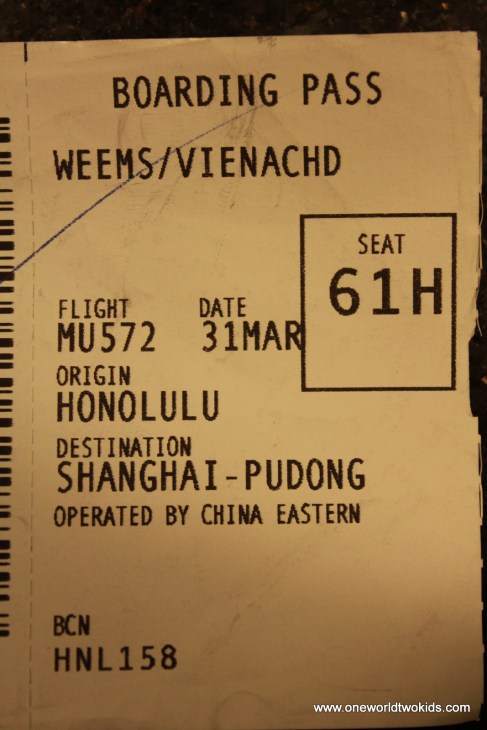 BOARDING PASS
WEEMS/VIENACHD
SEAT
61H
FLIGHT DATE
MU572 31MAR
ORIGIN
HONOLULU
DESTINATION
SHANGHAI-PUDONG
OPERATED BY CHINA EASTERN
BCN
HNL158
www.oneworldtwokids.com